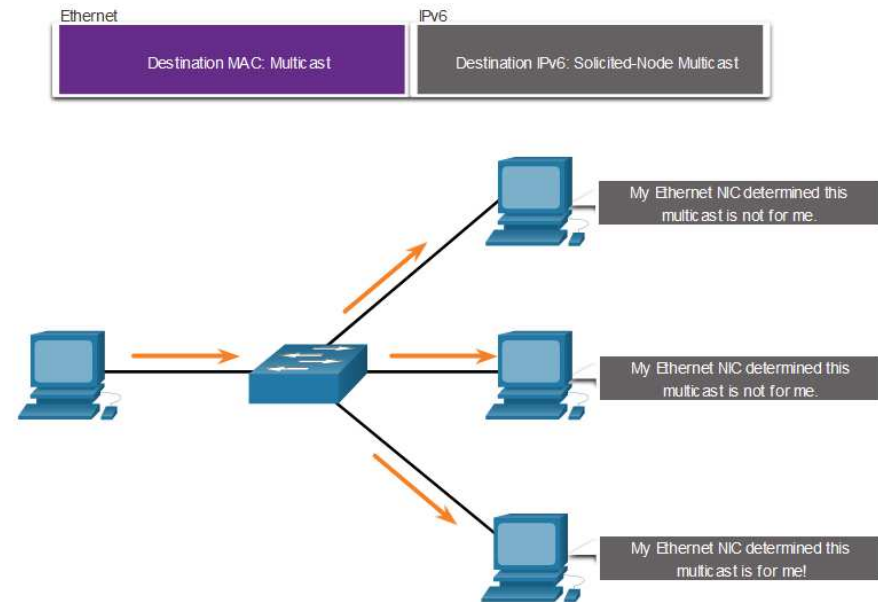 Ethernet
IPv6
Destination MAC: Multicast
Destination IPv6: Solicited-Node Multicast
My Ethernet NIC determined this
multicast is not for me.
My Ethernet NIC determined this
multicast is not for me.
My Ethernet NIC determined this
multicast is for me!